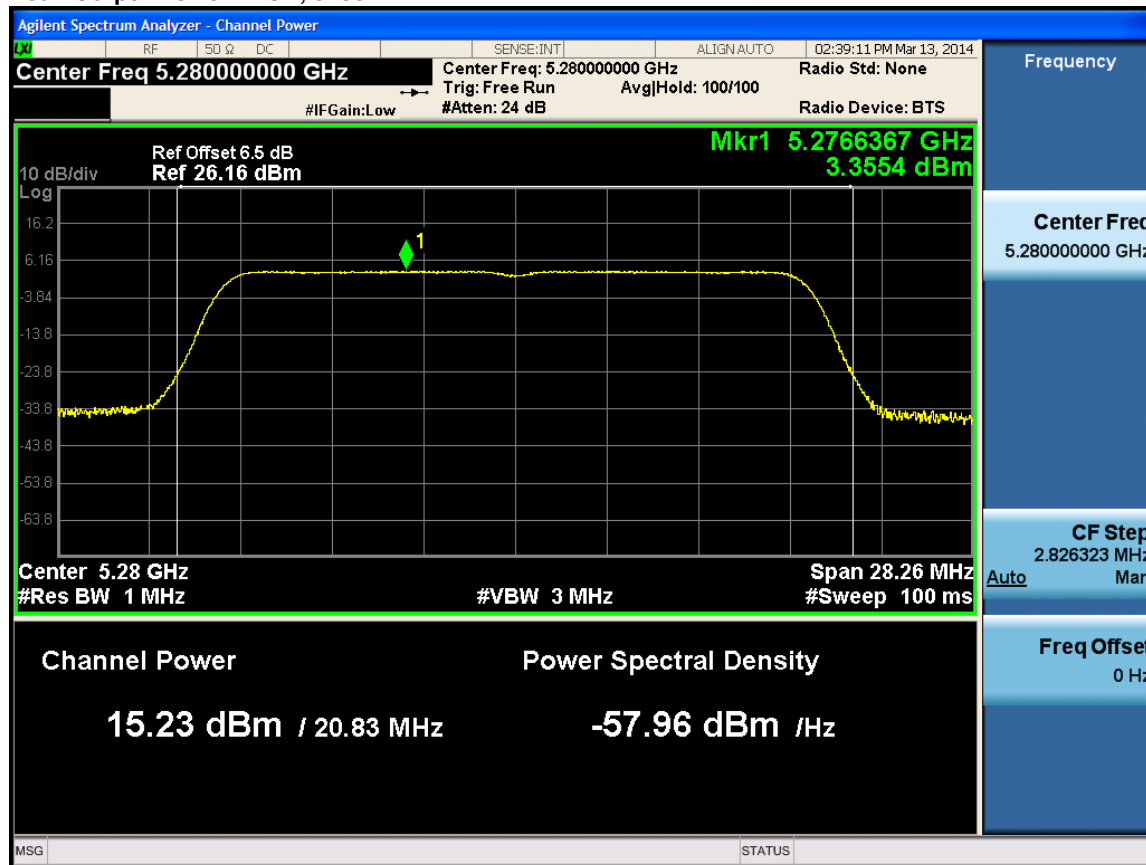 Agilent Spectrum Analyzer - Channel Power
LXI RF 50 Ω DC SENSE:INT ALIGN AUTO 02:39:11 PM Mar 13, 2014
Center Freq 5.280000000 GHz
Center Freq: 5.280000000 GHz
Radio Std: None
Trig: Free Run Avg|Hold: 100/100
#IFGain:Low
#Atten: 24 dB
Radio Device: BTS
Mkr1 5.2766367 GHz
3.3554 dBm
Ref Offset 6.5 dB
10 dB/div Ref 26.16 dBm
Log
16.2
1
6.16
-3.84
-13.8
-23.8
-33.8
-43.8
-53.8
-63.8
Center 5.28 GHz Span 28.26 MHz
#Res BW 1 MHz #VBW 3 MHz #Sweep 100 ms
Channel Power Power Spectral Density
15.23 dBm / 20.83 MHz -57.96 dBm /Hz
MSG STATUS
Frequency
Center Freq
5.280000000 GHz
CF Step
2.826323 MHz
Auto Man
Freq Offset
0 Hz